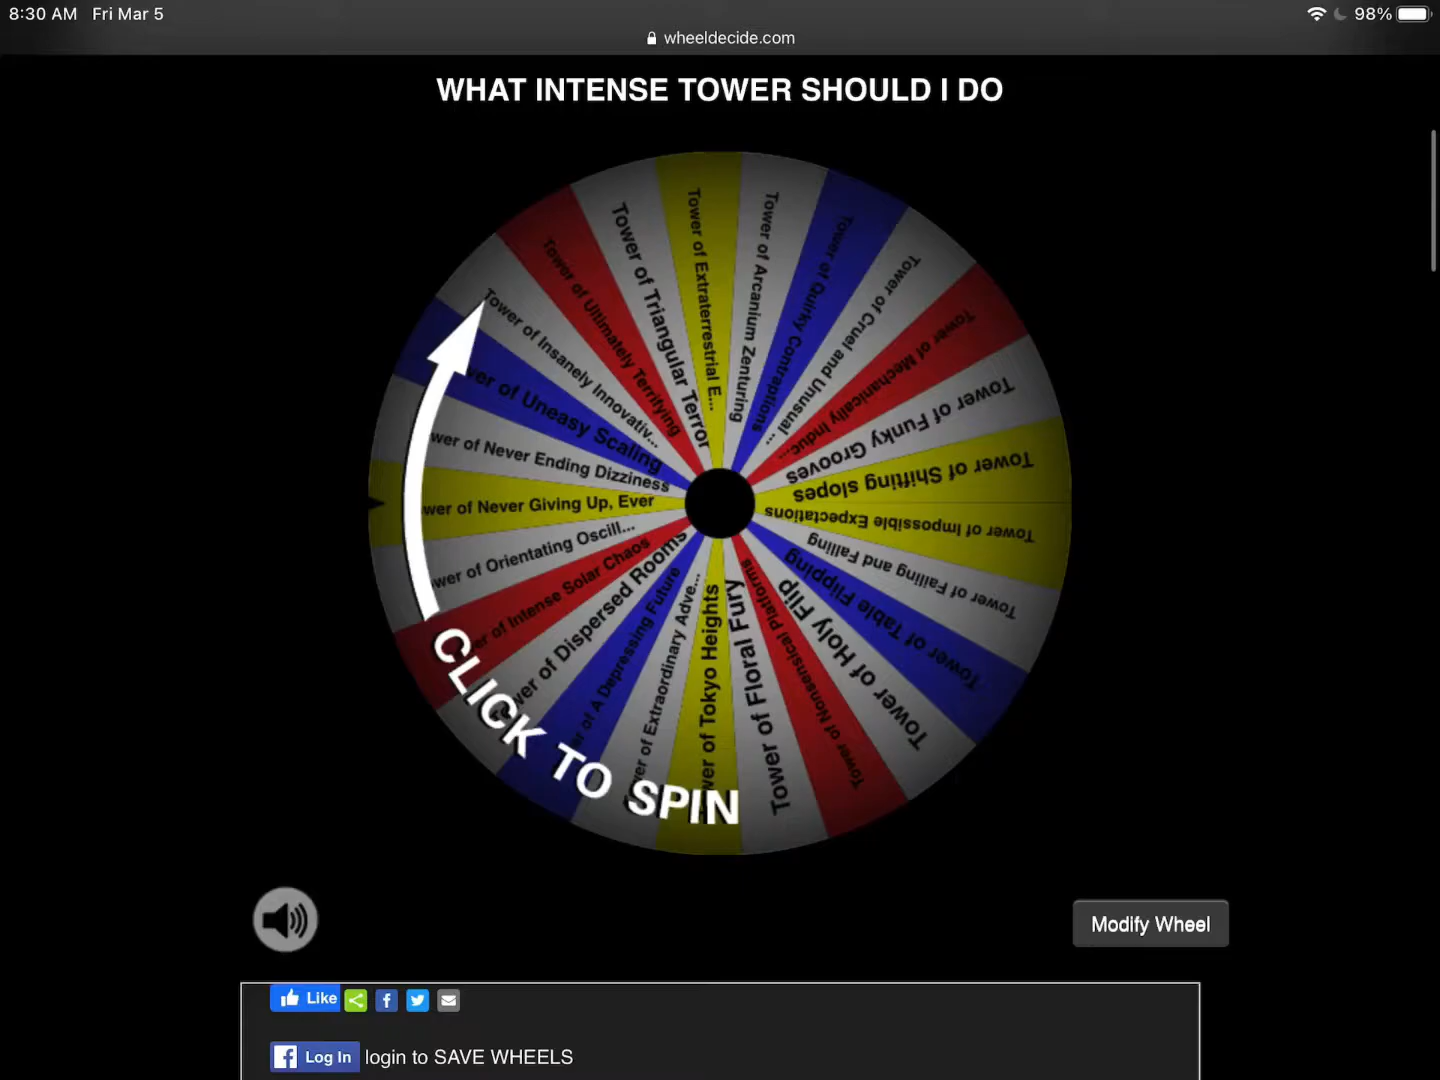 8:30 AM Fri Mar 5
98%
wheeldecide.com
WHAT INTENSE TOWER SHOULD I DO
Tower of Extraterrestrial E...
Tower of Arcanium Zenturing
Tower of Quirky Contraptions
Tower of Cruel and Unusual ...
Tower of Mechanically Induc...
Tower of Funky Grooves
Tower of Shifting slopes
Tower of Impossible Expectations
Tower of Falling and Failing
Tower of Table Flipping
Tower of Holy Flip
Tower of Nonsensical Platforms
Tower of Floral Fury
wer of Tokyo Heights
of Extraordinary Adve...
of A Depressing Future
wer of Dispersed Rooms
er of Intense Solar Chaos
wer of Orientating Oscill...
wer of Never Giving Up, Ever
wer of Never Ending Dizziness
wer of Uneasy Scaling
Tower of Insanely Innovativ...
Tower of Ultimately Terrifying
Tower of Triangular Terror
CLICK TO SPIN
Modify Wheel
Like
Log In login to SAVE WHEELS